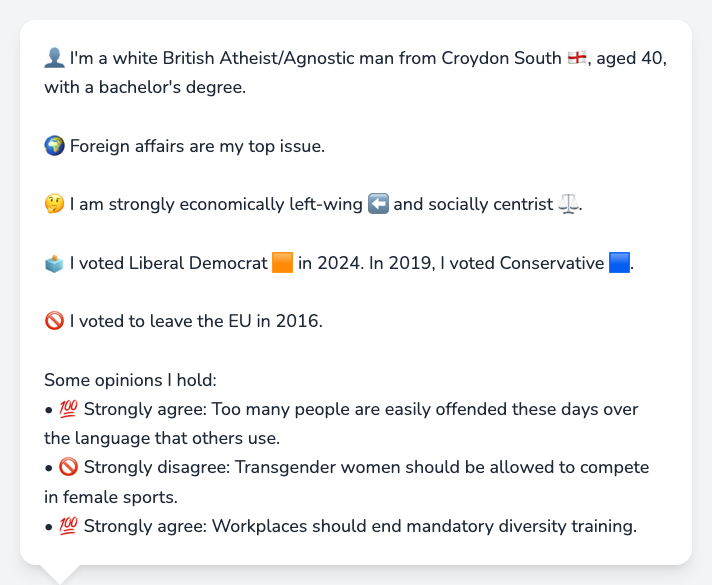 👤 I'm a white British Atheist/Agnostic man from Croydon South 🏴󠁧󠁢󠁥󠁮󠁧󠁿, aged 40,
with a bachelor's degree.
🌍 Foreign affairs are my top issue.
🤔 I am strongly economically left-wing ⬅️ and socially centrist ⚖️.
🗳️ I voted Liberal Democrat 🟧 in 2024. In 2019, I voted Conservative 🟦.
🚫 I voted to leave the EU in 2016.
Some opinions I hold:
• 💯 Strongly agree: Too many people are easily offended these days over
the language that others use.
• 🚫 Strongly disagree: Transgender women should be allowed to compete
in female sports.
• 💯 Strongly agree: Workplaces should end mandatory diversity training.